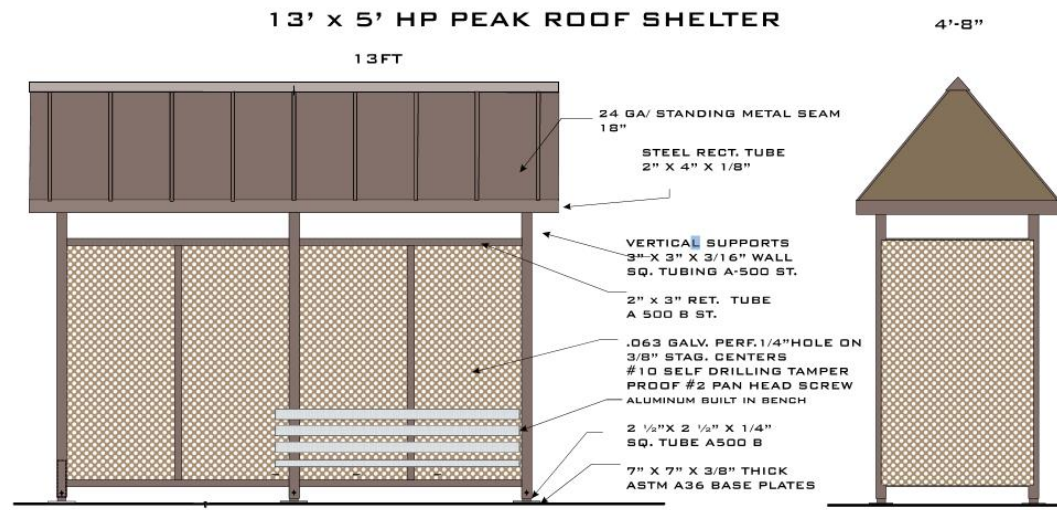 13' x 5' HP PEAK ROOF SHELTER
4'-8"
13FT
24 GA/ STANDING METAL SEAM
18"
STEEL RECT. TUBE
2" X 4" X 1/8"
VERTICAL SUPPORTS
3" X 3" X 3/16" WALL
SQ. TUBING A-500 ST.
2" x 3" RET. TUBE
A 500 B ST.
.063 GALV. PERF.1/4"HOLE ON
3/8" STAG. CENTERS
#10 SELF DRILLING TAMPER
PROOF #2 PAN HEAD SCREW
ALUMINUM BUILT IN BENCH
2 ½"X 2 ½" X 1/4"
SQ. TUBE A500 B
7" X 7" X 3/8" THICK
ASTM A36 BASE PLATES